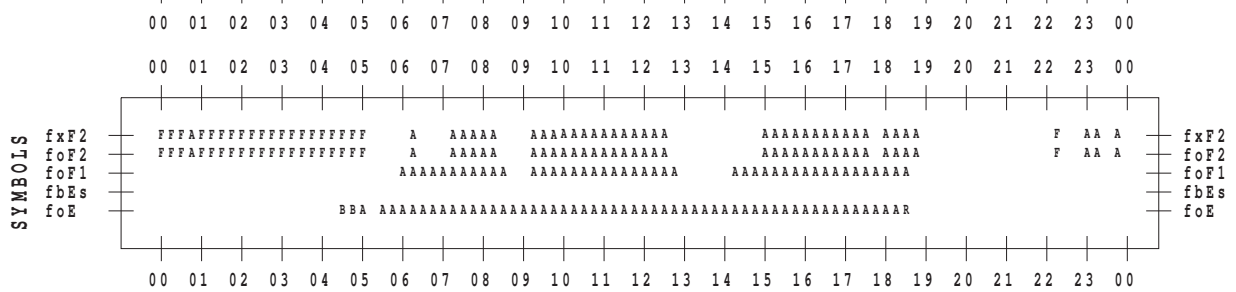 00 01 02 03 04 05 06 07 08 09 10 11 12 13 14 15 16 17 18 19 20 21 22 23 00
00 01 02 03 04 05 06 07 08 09 10 11 12 13 14 15 16 17 18 19 20 21 22 23 00
SYMBOLS
fxF2 FFFAFFFFFFFFFFFFFFFFF A AAAAA AAAAAAAAAAAAAA AAAAAAAAAAA AAAA F AA A fxF2
foF2 FFFAFFFFFFFFFFFFFFFFF A AAAAA AAAAAAAAAAAAAA AAAAAAAAAAA AAAA F AA A foF2
foF1 AAAAAAAAAAA AAAAAAAAAAAAAAA AAAAAAAAAAAAAAAAAA foF1
fbEs fbEs
foE BBA AAAAAAAAAAAAAAAAAAAAAAAAAAAAAAAAAAAAAAAAAAAAAAAAAAAAR foE
00 01 02 03 04 05 06 07 08 09 10 11 12 13 14 15 16 17 18 19 20 21 22 23 00